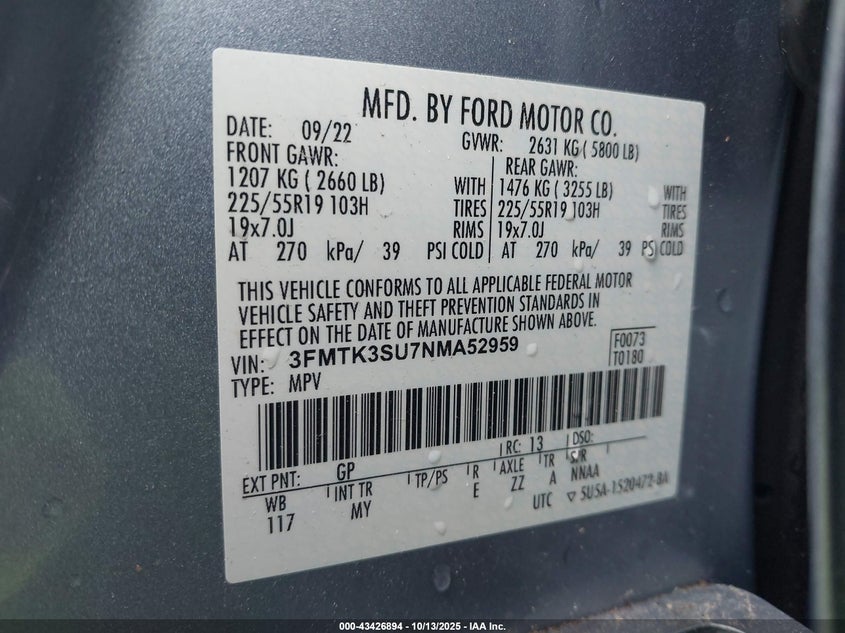 MFD. BY FORD MOTOR CO.
DATE: 09/22 GVWR: 2631 KG ( 5800 LB)
FRONT GAWR: REAR GAWR:
1207 KG ( 2660 LB) WITH 1476 KG ( 3255 LB) WITH
225/55R19 103H TIRES 225/55R19 103H TIRES
19x7.0J RIMS 19x7.0J RIMS
AT 270 kPa/ 39 PSI COLD AT 270 kPa/ 39 PSI COLD
THIS VEHICLE CONFORMS TO ALL APPLICABLE FEDERAL MOTOR
VEHICLE SAFETY AND THEFT PREVENTION STANDARDS IN
EFFECT ON THE DATE OF MANUFACTURE SHOWN ABOVE.
VIN: 3FMTK3SU7NMA52959 F0073
TYPE: MPV T0180
RC: 13 DSO:
EXT PNT: GP
WB INT TR TP/PS R AXLE TR
117 MY E ZZ A NNAA
UTC 5U5A-1520472-BA
000-43426894 - 10/13/2025 - IAA Inc.